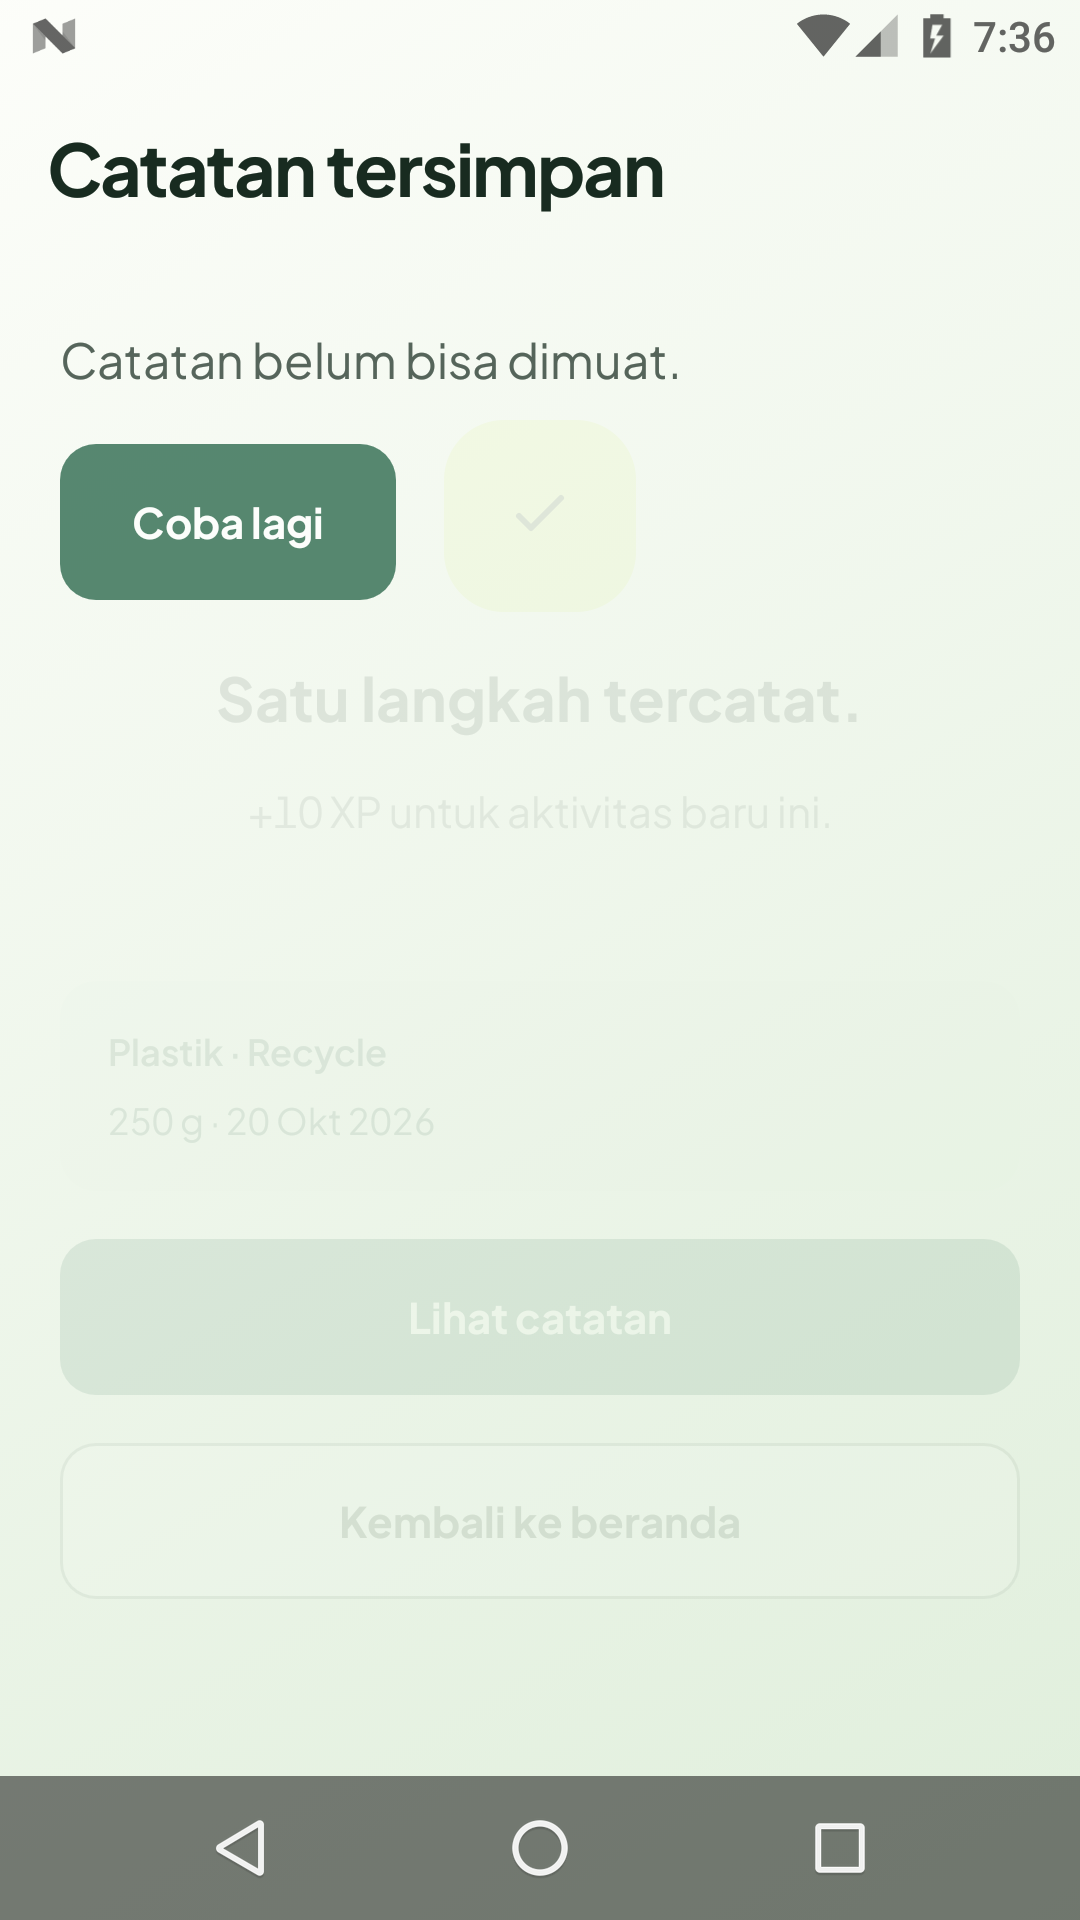 7:36
Catatan tersimpan
Catatan belum bisa dimuat.
Coba lagi
Satu langkah tercatat.
+10 XP untuk aktivitas baru ini.
Plastik · Recycle
250 g · 20 Okt 2026
Lihat catatan
Kembali ke beranda